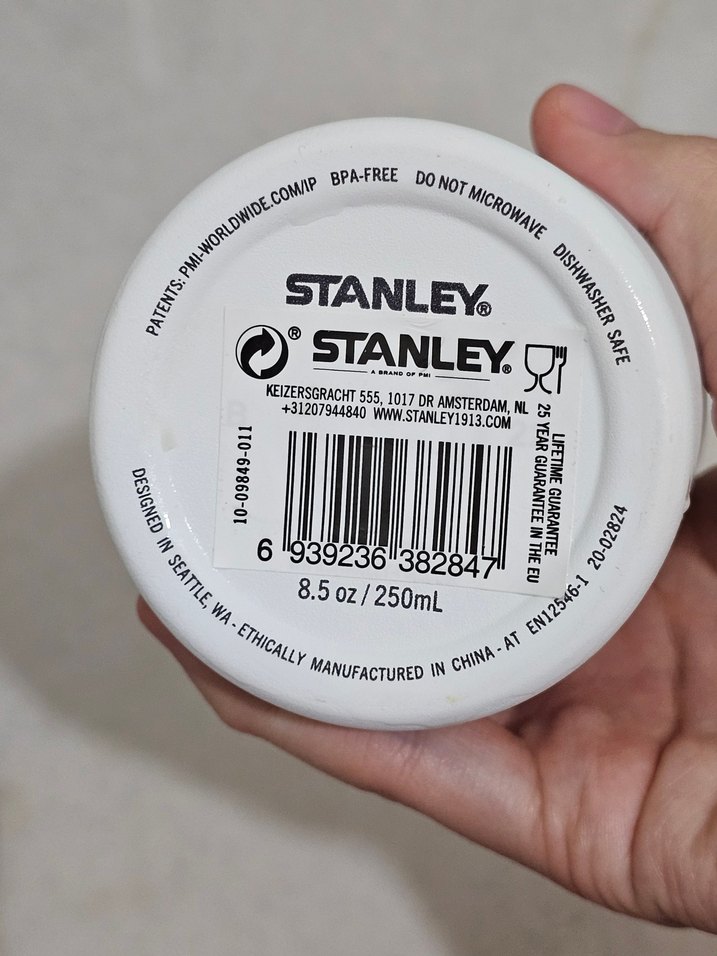 PATENTS: PMI-WORLDWIDE.COM/IP BPA-FREE DO NOT MICROWAVE DISHWASHER SAFE
STANLEY®
® STANLEY®
A BRAND OF PMI
KEIZERSGRACHT 555, 1017 DR AMSTERDAM, NL
+31207944840 WWW.STANLEY1913.COM
10-09849-011
LIFETIME GUARANTEE
25 YEAR GUARANTEE IN THE EU
6 939236 382847
8.5 oz / 250mL
DESIGNED IN SEATTLE, WA - ETHICALLY MANUFACTURED IN CHINA - AT EN12546-1 20-02824